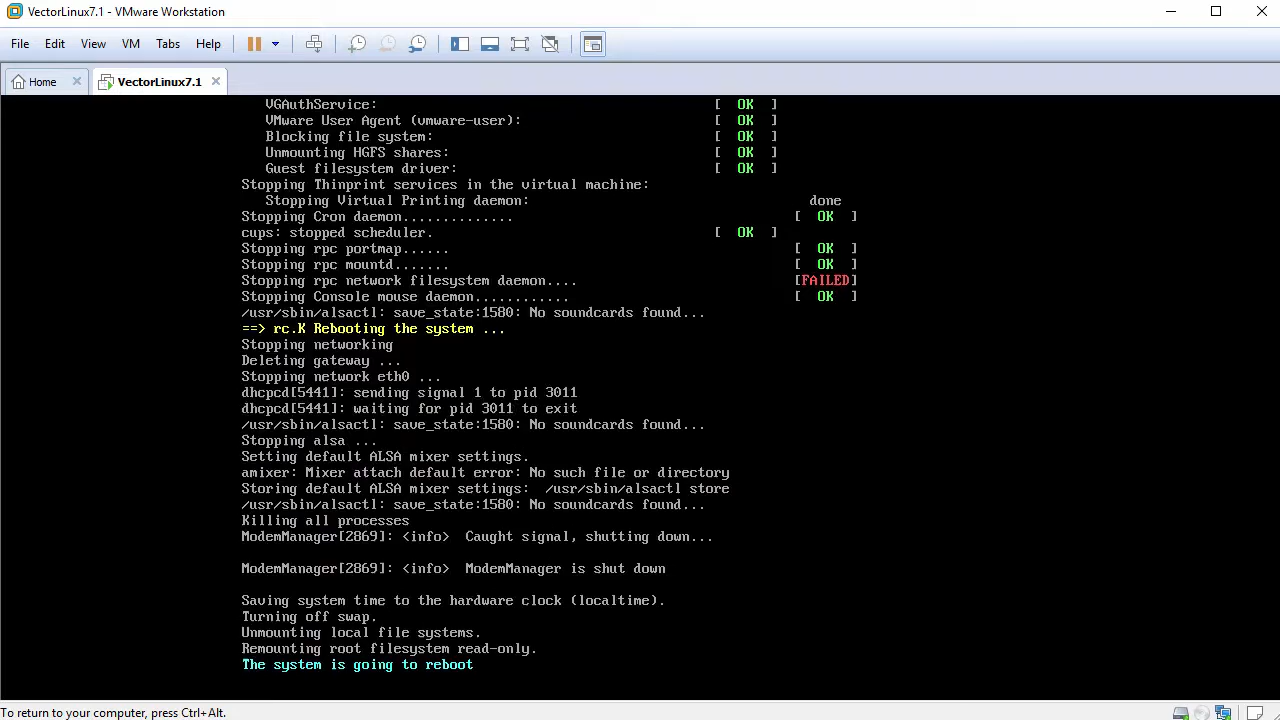 VectorLinux7.1 - VMware Workstation
File Edit View VM Tabs Help
Home VectorLinux7.1
VGAuthService: [ OK ]
VMware User Agent (vmware-user): [ OK ]
Blocking file system: [ OK ]
Unmounting HGFS shares: [ OK ]
Guest filesystem driver: [ OK ]
Stopping Thinprint services in the virtual machine:
Stopping Virtual Printing daemon: done
Stopping Cron daemon.............. [ OK ]
cups: stopped scheduler. [ OK ]
Stopping rpc portmap...... [ OK ]
Stopping rpc mountd....... [ OK ]
Stopping rpc network filesystem daemon.... [FAILED]
Stopping Console mouse daemon............ [ OK ]
/usr/sbin/alsactl: save_state:1580: No soundcards found...
==> rc.K Rebooting the system ...
Stopping networking
Deleting gateway ...
Stopping network eth0 ...
dhcpcd[5441]: sending signal 1 to pid 3011
dhcpcd[5441]: waiting for pid 3011 to exit
/usr/sbin/alsactl: save_state:1580: No soundcards found...
Stopping alsa ...
Setting default ALSA mixer settings.
amixer: Mixer attach default error: No such file or directory
Storing default ALSA mixer settings:  /usr/sbin/alsactl store
/usr/sbin/alsactl: save_state:1580: No soundcards found...
Killing all processes
ModemManager[2869]: <info>  Caught signal, shutting down...
ModemManager[2869]: <info>  ModemManager is shut down
Saving system time to the hardware clock (localtime).
Turning off swap.
Unmounting local file systems.
Remounting root filesystem read-only.
The system is going to reboot
To return to your computer, press Ctrl+Alt.